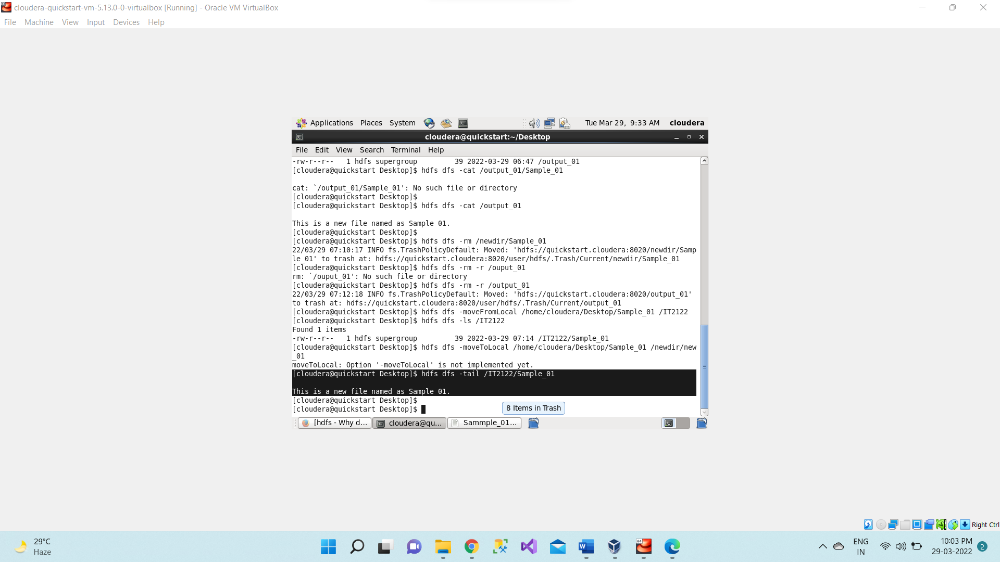 cloudera-quickstart-vm-5.13.0-0-virtualbox [Running] - Oracle VM VirtualBox
File Machine View Input Devices Help
Applications Places System Tue Mar 29, 9:33 AM cloudera
cloudera@quickstart:~/Desktop
File Edit View Search Terminal Help
-rw-r--r--   1 hdfs supergroup         39 2022-03-29 06:47 /output_01
[cloudera@quickstart Desktop]$ hdfs dfs -cat /output_01/Sample_01
cat: `/output_01/Sample_01': No such file or directory
[cloudera@quickstart Desktop]$
[cloudera@quickstart Desktop]$ hdfs dfs -cat /output_01
This is a new file named as Sample 01.
[cloudera@quickstart Desktop]$
[cloudera@quickstart Desktop]$ hdfs dfs -rm /newdir/Sample_01
22/03/29 07:10:17 INFO fs.TrashPolicyDefault: Moved: 'hdfs://quickstart.cloudera:8020/newdir/Samp
le_01' to trash at: hdfs://quickstart.cloudera:8020/user/hdfs/.Trash/Current/newdir/Sample_01
[cloudera@quickstart Desktop]$ hdfs dfs -rm -r /ouput_01
rm: `/ouput_01': No such file or directory
[cloudera@quickstart Desktop]$ hdfs dfs -rm -r /output_01
22/03/29 07:12:18 INFO fs.TrashPolicyDefault: Moved: 'hdfs://quickstart.cloudera:8020/output_01'
to trash at: hdfs://quickstart.cloudera:8020/user/hdfs/.Trash/Current/output_01
[cloudera@quickstart Desktop]$ hdfs dfs -moveFromLocal /home/cloudera/Desktop/Sample_01 /IT2122
[cloudera@quickstart Desktop]$ hdfs dfs -ls /IT2122
Found 1 items
-rw-r--r--   1 hdfs supergroup         39 2022-03-29 07:14 /IT2122/Sample_01
[cloudera@quickstart Desktop]$ hdfs dfs -moveToLocal /home/cloudera/Desktop/Sample_01 /newdir/new
_01
moveToLocal: Option '-moveToLocal' is not implemented yet.
[cloudera@quickstart Desktop]$ hdfs dfs -tail /IT2122/Sample_01
This is a new file named as Sample 01.
[cloudera@quickstart Desktop]$
[cloudera@quickstart Desktop]$
8 Items in Trash
[hdfs - Why d... cloudera@qu... Sammple_01...
Right Ctrl
29°C
Haze
64
ENG
IN
10:03 PM
29-03-2022
2